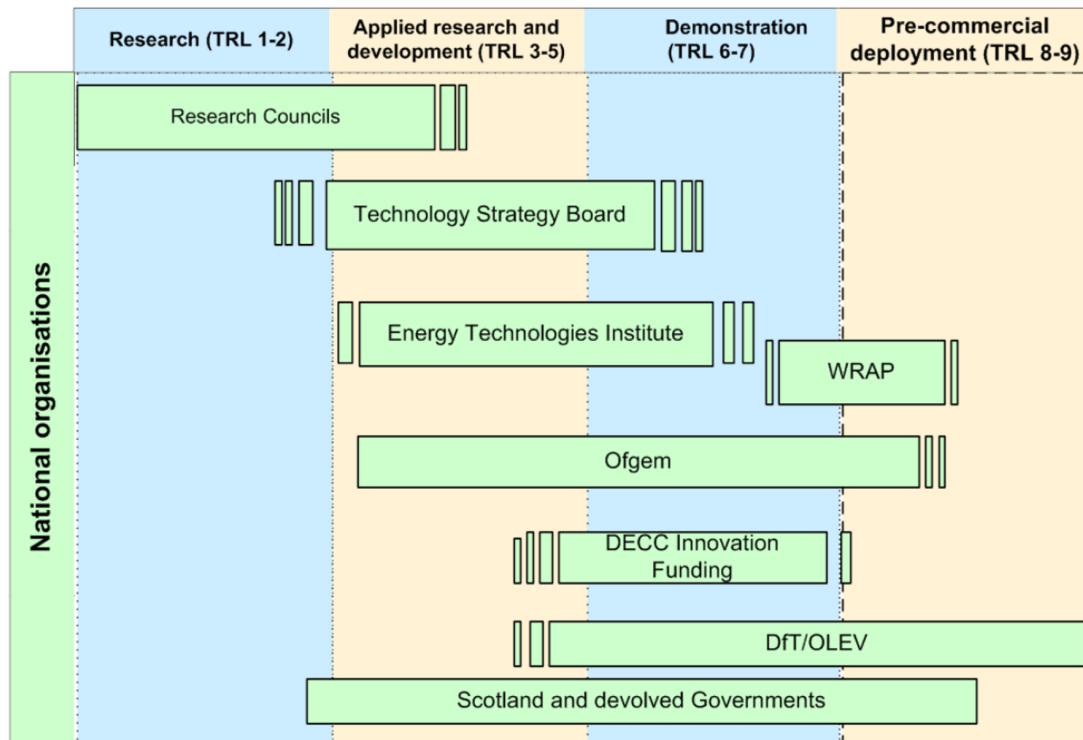 Research (TRL 1-2)
Applied research and
development (TRL 3-5)
Demonstration
(TRL 6-7)
Pre-commercial
deployment (TRL 8-9)
National organisations
Research Councils
Technology Strategy Board
Energy Technologies Institute
WRAP
Ofgem
DECC Innovation
Funding
DfT/OLEV
Scotland and devolved Governments